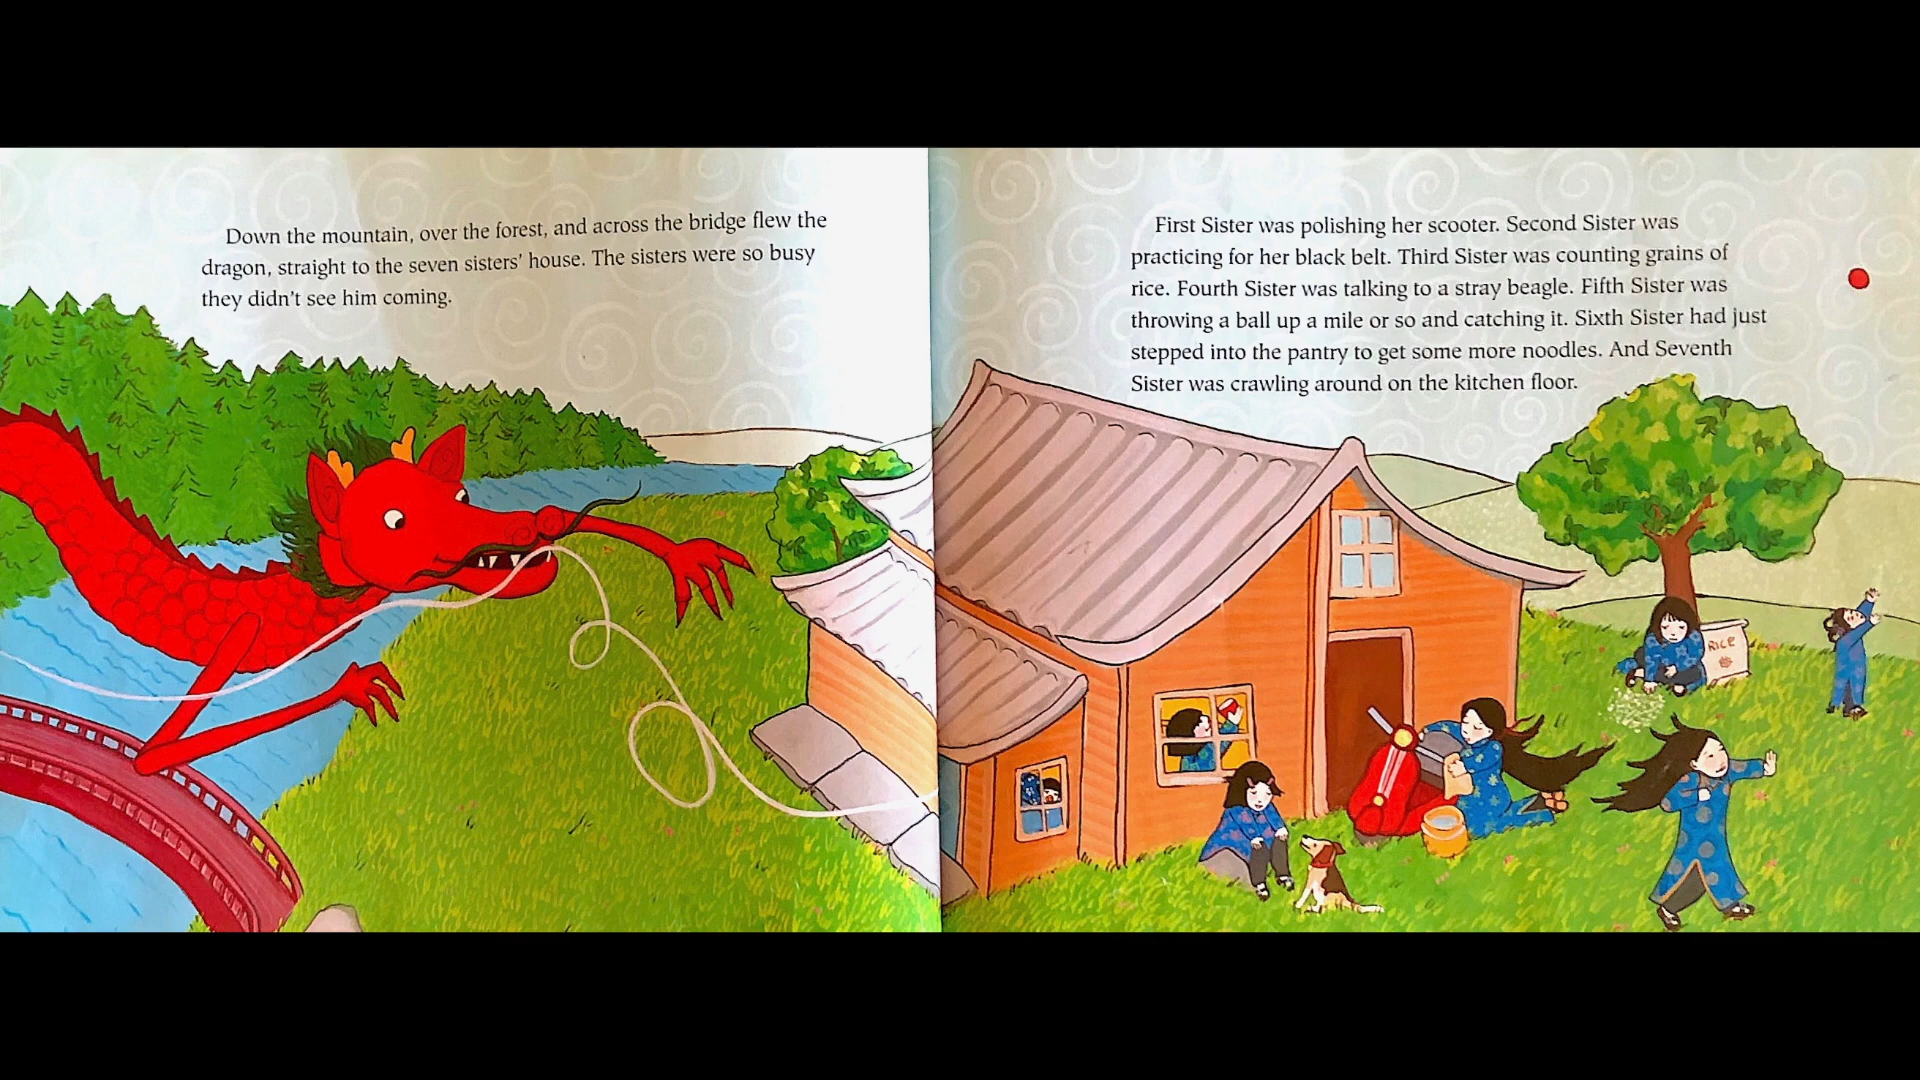 Down the mountain, over the forest, and across the bridge flew the
dragon, straight to the seven sisters’ house. The sisters were so busy
they didn’t see him coming.
First Sister was polishing her scooter. Second Sister was
practicing for her black belt. Third Sister was counting grains of
rice. Fourth Sister was talking to a stray beagle. Fifth Sister was
throwing a ball up a mile or so and catching it. Sixth Sister had just
stepped into the pantry to get some more noodles. And Seventh
Sister was crawling around on the kitchen floor.
RICE